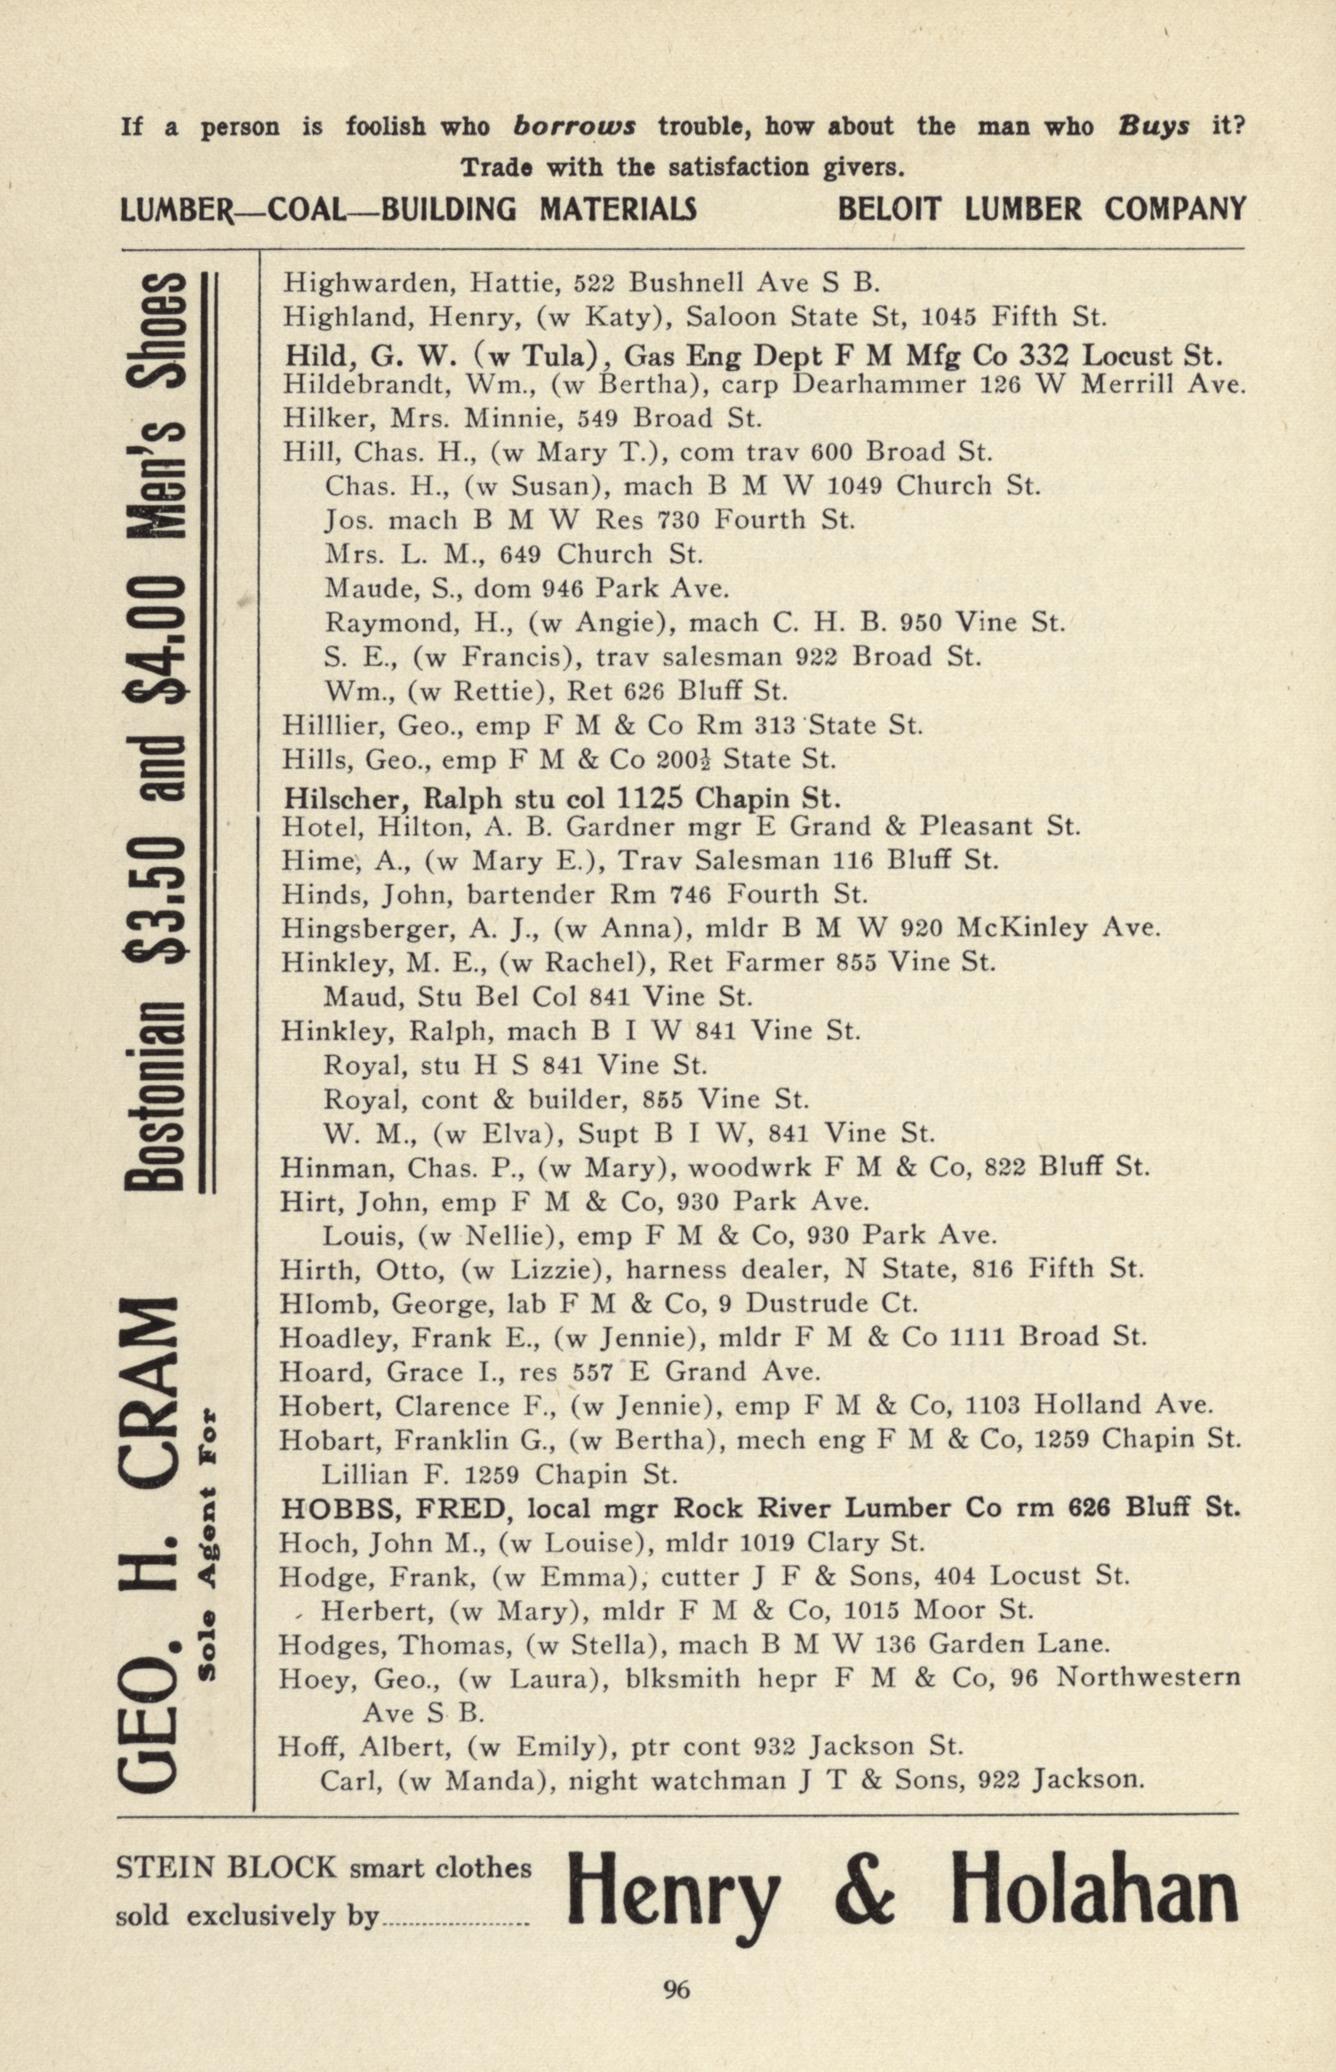 If a person is foolish who borrows trouble, how about the man who Buys it?
Trade with the satisfaction givers.
LUMBER—COAL—BUILDING MATERIALS BELOIT LUMBER COMPANY
GEO. H. CRAM
Sole Agent For
Bostonian $3.50 and $4.00 Men's Shoes
Highwarden, Hattie, 522 Bushnell Ave S B.
Highland, Henry, (w Katy), Saloon State St, 1045 Fifth St.
Hild, G. W. (w Tula), Gas Eng Dept F M Mfg Co 332 Locust St.
Hildebrandt, Wm., (w Bertha), carp Dearhammer 126 W Merrill Ave.
Hilker, Mrs. Minnie, 549 Broad St.
Hill, Chas. H., (w Mary T.), com trav 600 Broad St.
Chas. H., (w Susan), mach B M W 1049 Church St.
Jos. mach B M W Res 730 Fourth St.
Mrs. L. M., 649 Church St.
Maude, S., dom 946 Park Ave.
Raymond, H., (w Angie), mach C. H. B. 950 Vine St.
S. E., (w Francis), trav salesman 922 Broad St.
Wm., (w Rettie), Ret 626 Bluff St.
Hilllier, Geo., emp F M & Co Rm 313 State St.
Hills, Geo., emp F M & Co 200½ State St.
Hilscher, Ralph stu col 1125 Chapin St.
Hotel, Hilton, A. B. Gardner mgr E Grand & Pleasant St.
Hime, A., (w Mary E.), Trav Salesman 116 Bluff St.
Hinds, John, bartender Rm 746 Fourth St.
Hingsberger, A. J., (w Anna), mldr B M W 920 McKinley Ave.
Hinkley, M. E., (w Rachel), Ret Farmer 855 Vine St.
Maud, Stu Bel Col 841 Vine St.
Hinkley, Ralph, mach B I W 841 Vine St.
Royal, stu H S 841 Vine St.
Royal, cont & builder, 855 Vine St.
W. M., (w Elva), Supt B I W, 841 Vine St.
Hinman, Chas. P., (w Mary), woodwrk F M & Co, 822 Bluff St.
Hirt, John, emp F M & Co, 930 Park Ave.
Louis, (w Nellie), emp F M & Co, 930 Park Ave.
Hirth, Otto, (w Lizzie), harness dealer, N State, 816 Fifth St.
Hlomb, George, lab F M & Co, 9 Dustrude Ct.
Hoadley, Frank E., (w Jennie), mldr F M & Co 1111 Broad St.
Hoard, Grace I., res 557 E Grand Ave.
Hobert, Clarence F., (w Jennie), emp F M & Co, 1103 Holland Ave.
Hobart, Franklin G., (w Bertha), mech eng F M & Co, 1259 Chapin St.
Lillian F. 1259 Chapin St.
HOBBS, FRED, local mgr Rock River Lumber Co rm 626 Bluff St.
Hoch, John M., (w Louise), mldr 1019 Clary St.
Hodge, Frank, (w Emma), cutter J F & Sons, 404 Locust St.
Herbert, (w Mary), mldr F M & Co, 1015 Moor St.
Hodges, Thomas, (w Stella), mach B M W 136 Garden Lane.
Hoey, Geo., (w Laura), blksmith hepr F M & Co, 96 Northwestern
Ave S B.
Hoff, Albert, (w Emily), ptr cont 932 Jackson St.
Carl, (w Manda), night watchman J T & Sons, 922 Jackson.
STEIN BLOCK smart clothes
sold exclusively by....................
Henry & Holahan
96